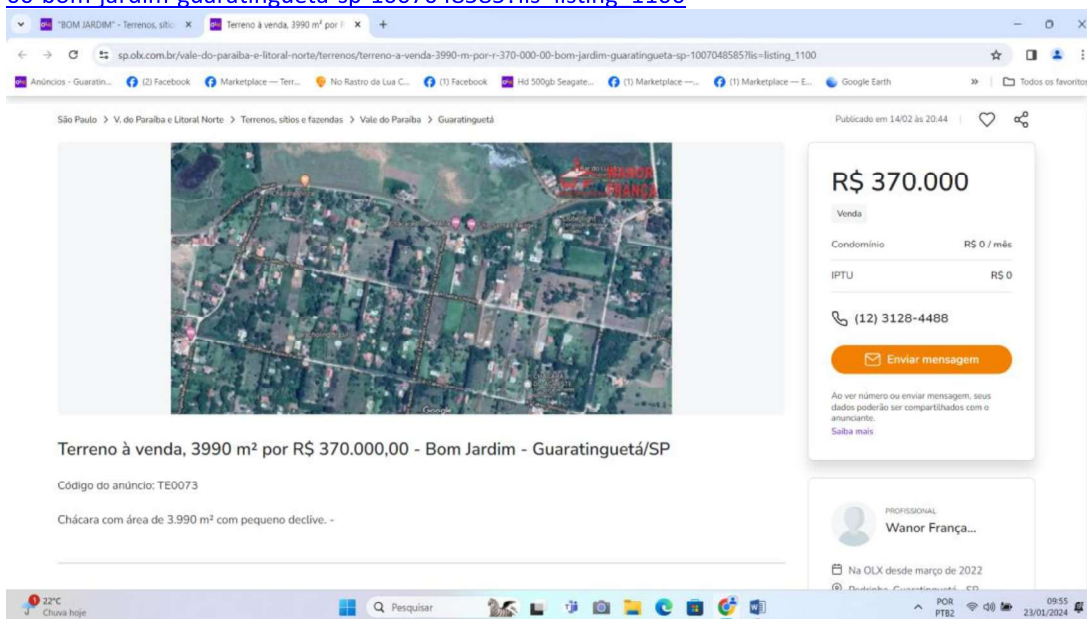 00-bom-jardim-guaratingueta-sp-1007048585?lis=listing_1100
"BOM JARDIM" - Terrenos, sítio
Terreno à venda, 3990 m² por R
sp.olx.com.br/vale-do-paraiba-e-litoral-norte/terrenos/terreno-a-venda-3990-m-por-r-370-000-00-bom-jardim-guaratingueta-sp-1007048585?lis=listing_1100
Anúncios - Guaratin... (2) Facebook Marketplace — Terr... No Rastro da Lua C... (1) Facebook Hd 500gb Seagate... (1) Marketplace —... (1) Marketplace — E... Google Earth » Todos os favoritos
São Paulo > V. do Paraíba e Litoral Norte > Terrenos, sítios e fazendas > Vale do Paraíba > Guaratinguetá
Publicado em 14/02 às 20:44
WANOR
FRANÇA
Google
R$ 370.000
Venda
Condomínio R$ 0 / mês
IPTU R$ 0
(12) 3128-4488
Enviar mensagem
Ao ver número ou enviar mensagem, seus
dados poderão ser compartilhados com o
anunciante.
Saiba mais
Terreno à venda, 3990 m² por R$ 370.000,00 - Bom Jardim - Guaratinguetá/SP
Código do anúncio: TE0073
Chácara com área de 3.990 m² com pequeno declive. -
PROFISSIONAL
Wanor França...
Na OLX desde março de 2022
Pedrinha, Guaratinguetá, SP
1
22°C
Chuva hoje
Pesquisar
POR
PTB2
09:55
23/01/2024